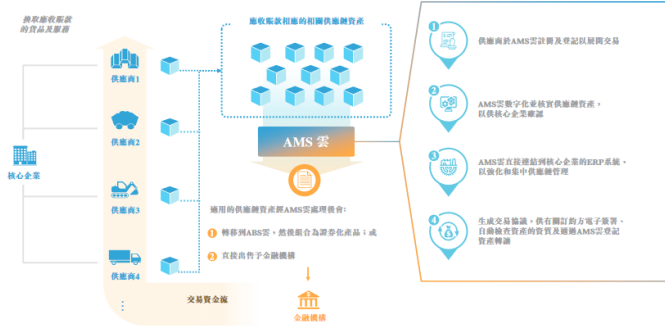 換取應收賬款
的貨品及服務
核心企業
供應商1
供應商2
供應商3
供應商4
交易資金流
應收賬款相應的相關供應鏈資產
AMS 雲
適用的供應鏈資產經AMS雲處理後會:
1 轉移到ABS雲,然後組合為證券化產品;或
2 直接出售予金融機構
金融機構
1 供應商於AMS雲註冊及登記以展開交易
2 AMS雲數字化並核實供應鏈資產,
以供核心企業確認
3 AMS雲直接連結到核心企業的ERP系統,
以強化和集中供應鏈管理
4 生成交易協議,供有關訂約方電子簽署、
自動檢查資產的資質及通過AMS雲登記
資產轉讓